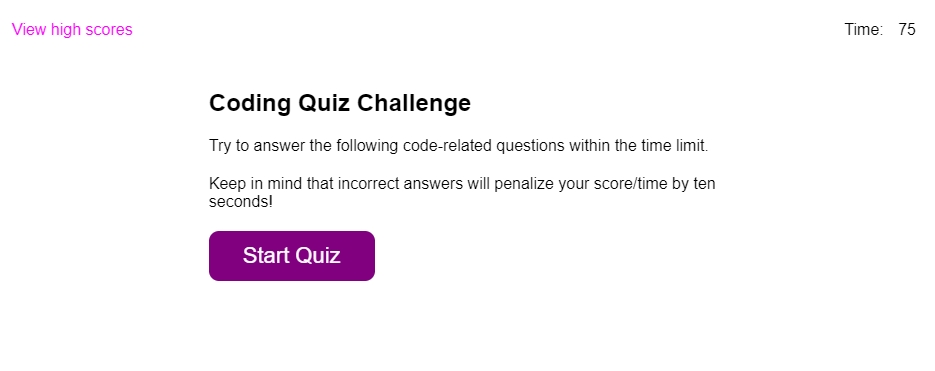 View high scores
Time: 75
Coding Quiz Challenge
Try to answer the following code-related questions within the time limit.
Keep in mind that incorrect answers will penalize your score/time by ten
seconds!
Start Quiz